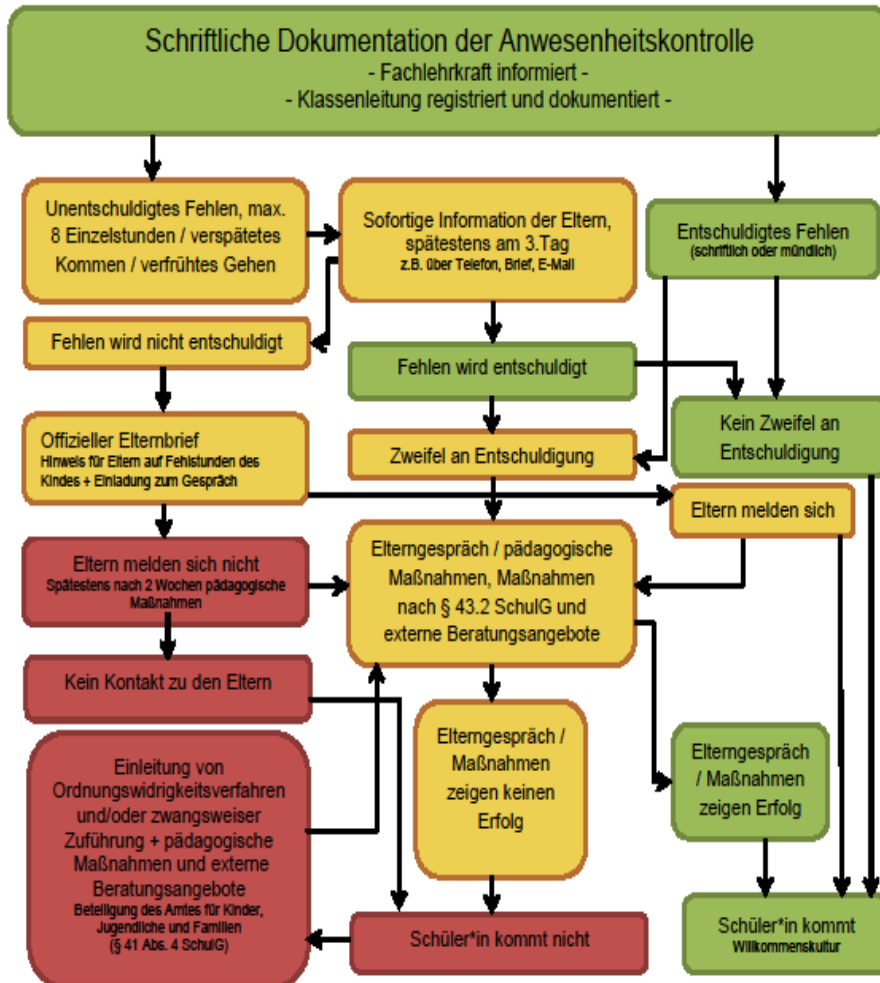 Schriftliche Dokumentation der Anwesenheitskontrolle
- Fachlehrkraft informiert -
- Klassenleitung registriert und dokumentiert -
Unentschuldigtes Fehlen, max.
8 Einzelstunden / verspätetes
Kommen / verfrühtes Gehen
Sofortige Information der Eltern,
spätestens am 3.Tag
z.B. über Telefon, Brief, E-Mail
Entschuldigtes Fehlen
(schriftlich oder mündlich)
Fehlen wird nicht entschuldigt
Fehlen wird entschuldigt
Offizieller Elternbrief
Hinweis für Eltern auf Fehlstunden des
Kindes + Einladung zum Gespräch
Zweifel an Entschuldigung
Kein Zweifel an
Entschuldigung
Eltern melden sich
Eltern melden sich nicht
Spätestens nach 2 Wochen pädagogische
Maßnahmen
Elterngespräch / pädagogische
Maßnahmen, Maßnahmen
nach § 43.2 SchulG und
externe Beratungsangebote
Kein Kontakt zu den Eltern
Elterngespräch /
Maßnahmen
zeigen keinen
Erfolg
Elterngespräch
/ Maßnahmen
zeigen Erfolg
Einleitung von
Ordnungswidrigkeitsverfahren
und/oder zwangsweiser
Zuführung + pädagogische
Maßnahmen und externe
Beratungsangebote
Beteiligung des Amtes für Kinder,
Jugendliche und Familien
(§ 41 Abs. 4 SchulG)
Schüler*in kommt nicht
Schüler*in kommt
Willkommenskultur